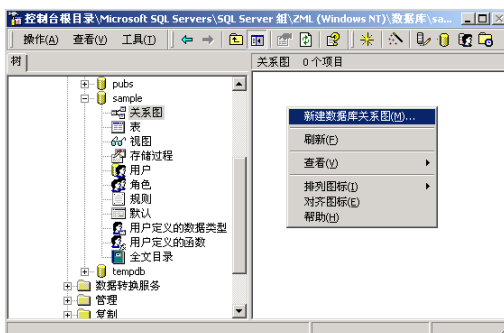 控制台根目录\Microsoft SQL Servers\SQL Server 组\ZML (Windows NT)\数据库\sa...
操作(A) 查看(V) 工具(T)
树
关系图 0 个项目
pubs
sample
关系图
表
视图
存储过程
用户
角色
规则
默认
用户定义的数据类型
用户定义的函数
全文目录
tempdb
数据转换服务
管理
复制
新建数据库关系图(M)...
刷新(F)
查看(V)
排列图标(I)
对齐图标(E)
帮助(H)